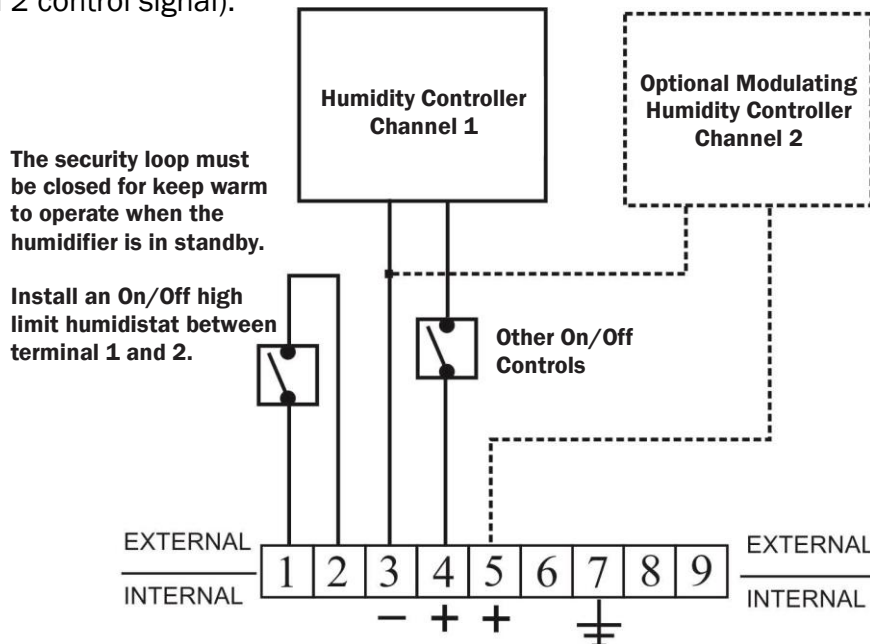 2 control signal).
Humidity Controller
Channel 1
Optional Modulating
Humidity Controller
Channel 2
The security loop must
be closed for keep warm
to operate when the
humidifier is in standby.
Install an On/Off high
limit humidistat between
terminal 1 and 2.
Other On/Off
Controls
EXTERNAL
INTERNAL
1 2 3 4 5 6 7 8 9
EXTERNAL
INTERNAL
− + +